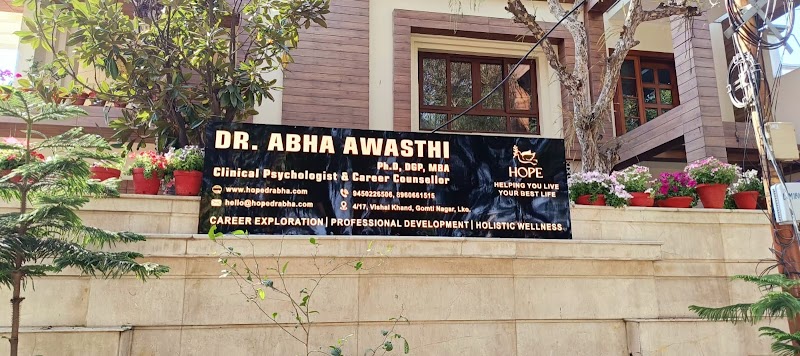 DR. ABHA AWASTHI
Ph.D, DGP, MBA
Clinical Psychologist & Career Counsellor
www.hopedrabha.com
9450226506, 8960661615
hello@hopedrabha.com
4/17, Vishal Khand, Gomti Nagar, Lko.
HOPE
HELPING YOU LIVE
YOUR BEST LIFE
CAREER EXPLORATION | PROFESSIONAL DEVELOPMENT | HOLISTIC WELLNESS